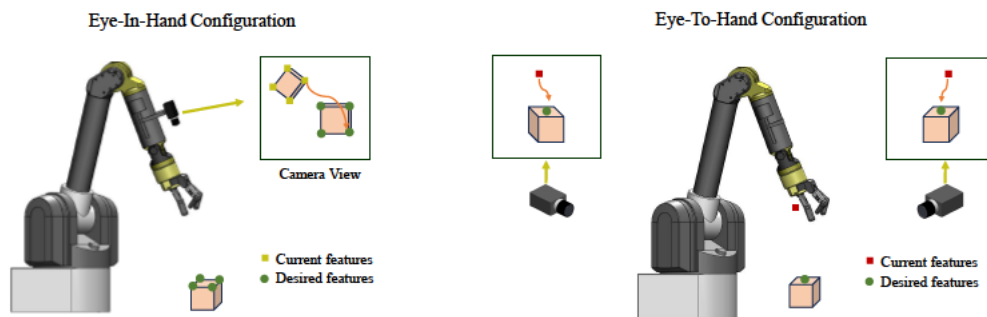 Eye-In-Hand Configuration
Eye-To-Hand Configuration
Camera View
Current features
Desired features
Current features
Desired features